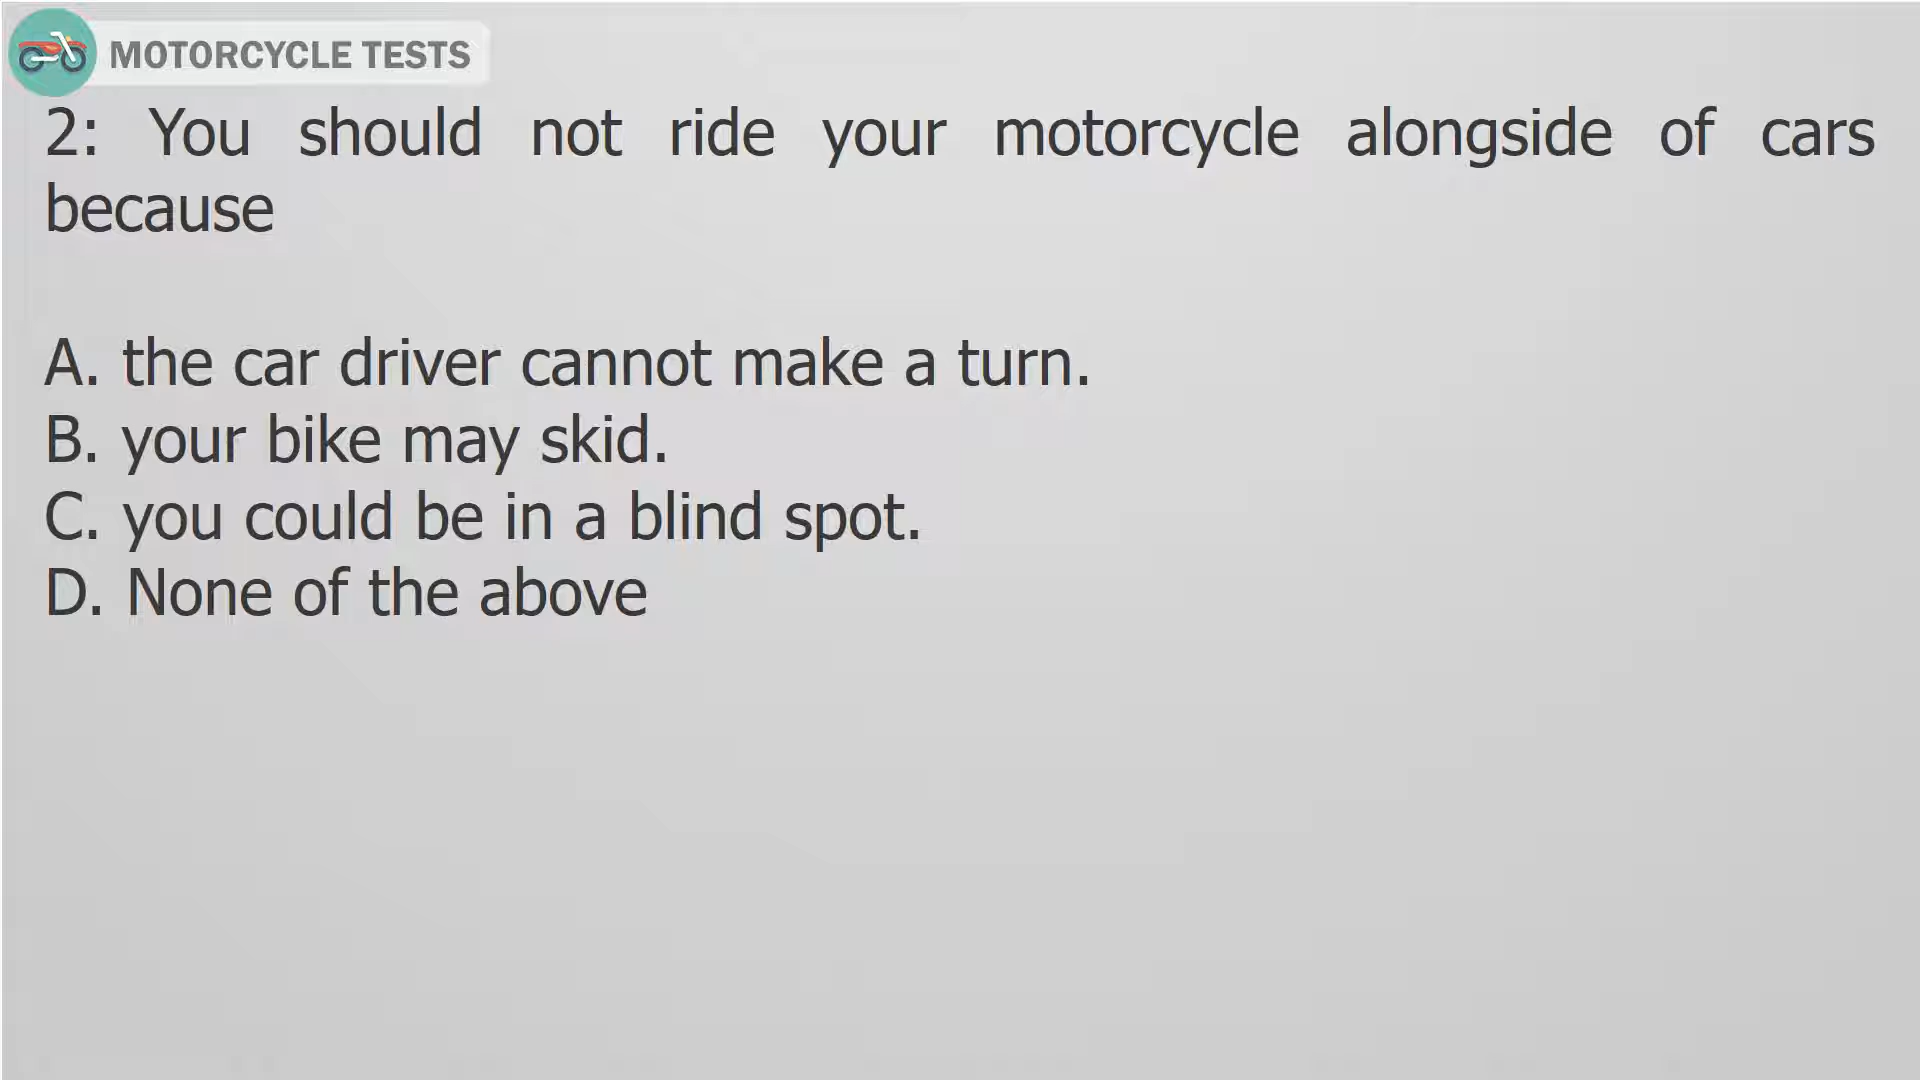 MOTORCYCLE TESTS
2: You should not ride your motorcycle alongside of cars
because
A. the car driver cannot make a turn.
B. your bike may skid.
C. you could be in a blind spot.
D. None of the above